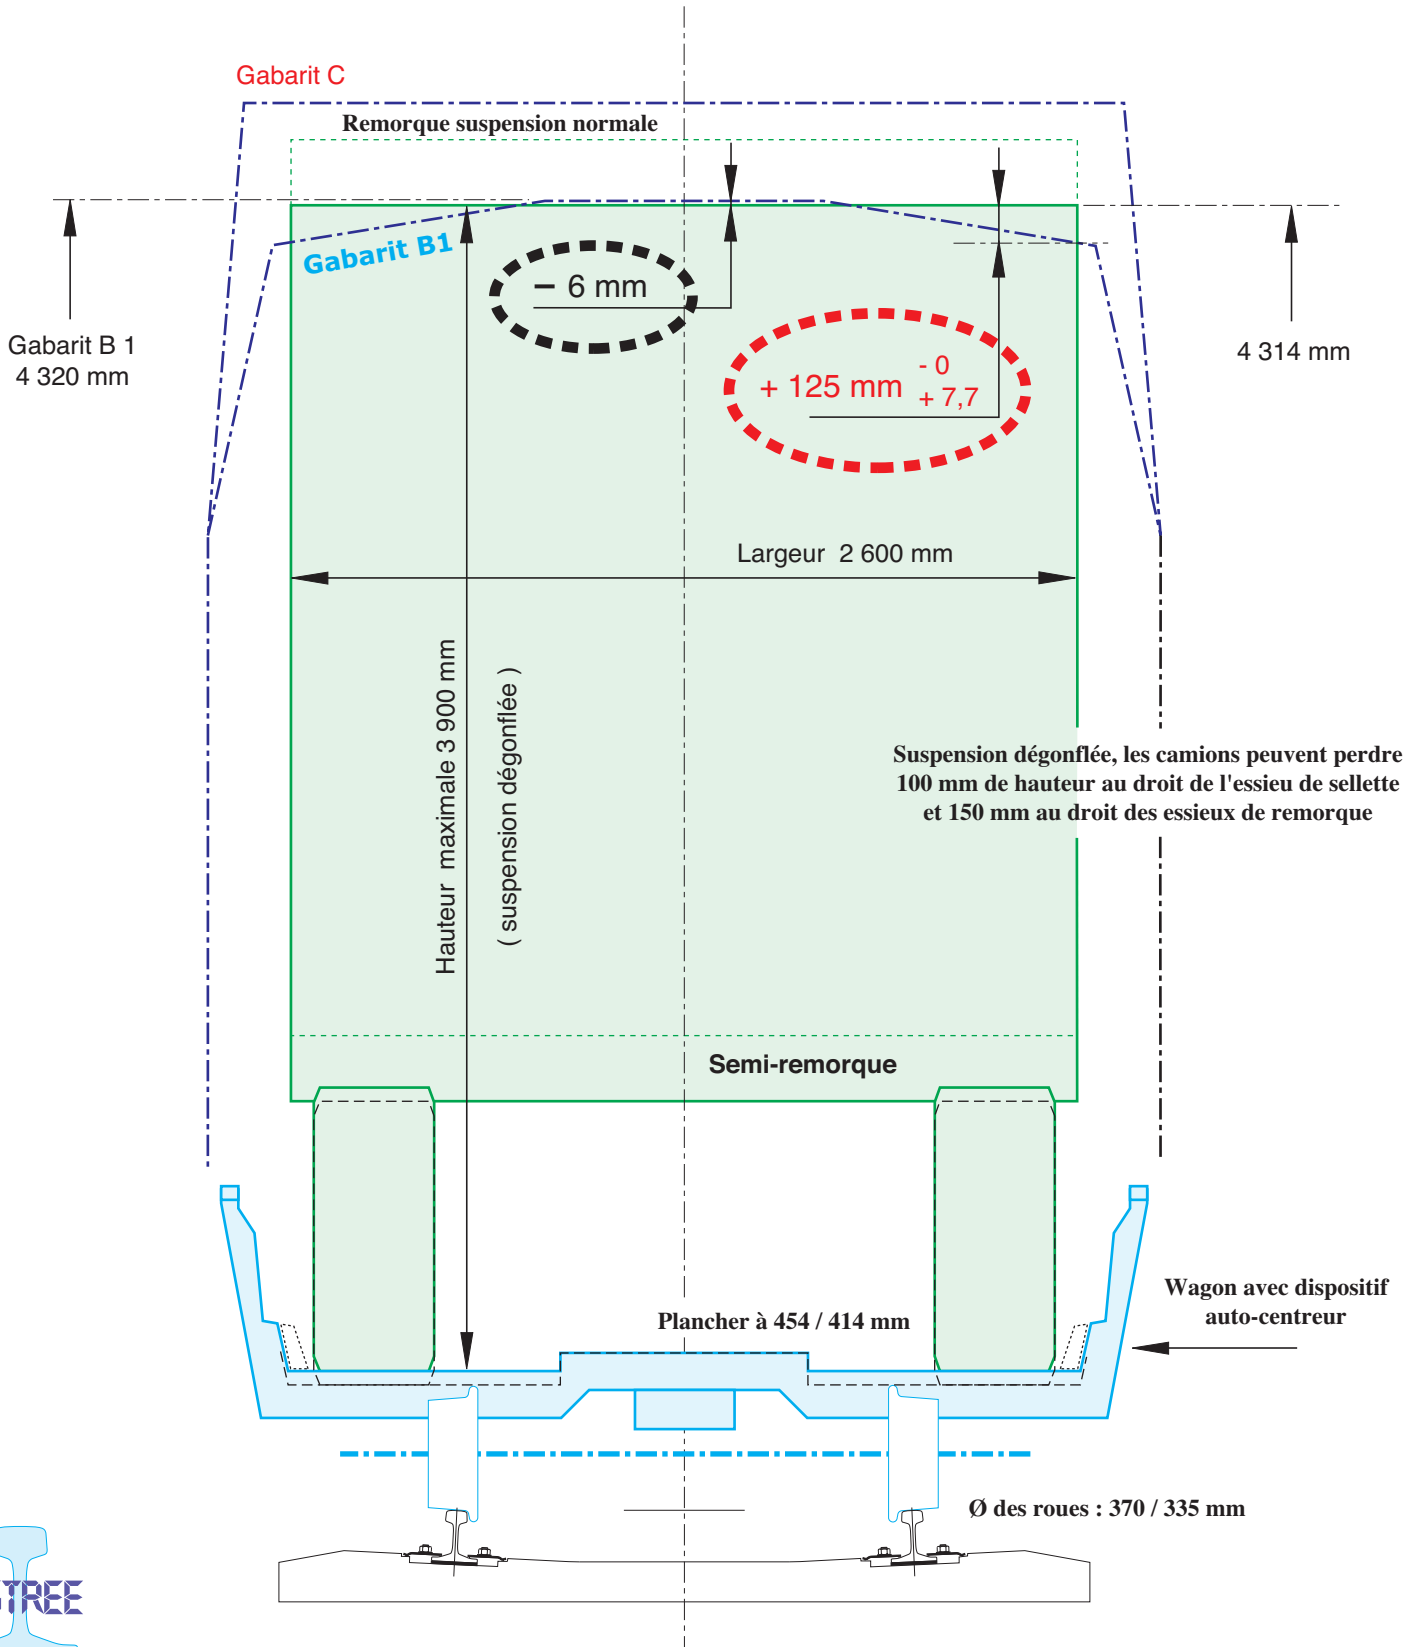 Gabarit C
Remorque suspension normale
Gabarit B1
– 6 mm
Gabarit B 1
4 320 mm
4 314 mm
+ 125 mm - 0
+ 7,7
Largeur 2 600 mm
Hauteur maximale 3 900 mm
( suspension dégonflée )
Suspension dégonflée, les camions peuvent perdre
100 mm de hauteur au droit de l'essieu de sellette
et 150 mm au droit des essieux de remorque
Semi-remorque
Wagon avec dispositif
auto-centreur
Plancher à 454 / 414 mm
Ø des roues : 370 / 335 mm